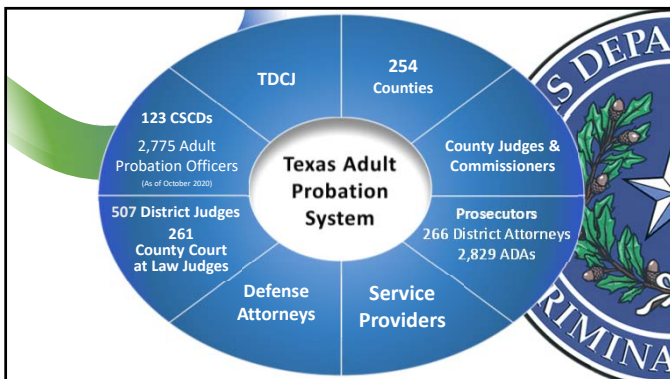 TDCJ
254
Counties
123 CSCDs
2,775 Adult
Probation Officers
(As of October 2020)
County Judges &
Commissioners
Texas Adult
Probation
System
507 District Judges
261
County Court
at Law Judges
Prosecutors
266 District Attorneys
2,829 ADAs
Defense
Attorneys
Service
Providers
S DEPA
RIMINA